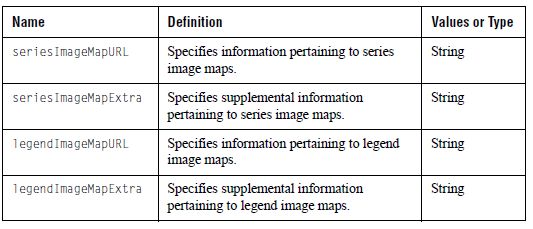 Name Definition Values or Type
seriesImageMapURL Specifies information pertaining to series String
image maps.
seriesImageMapExtra Specifies supplemental information String
pertaining to series image maps.
legendImageMapURL Specifies information pertaining to legend String
image maps.
legendImageMapExtra Specifies supplemental information String
pertaining to legend image maps.